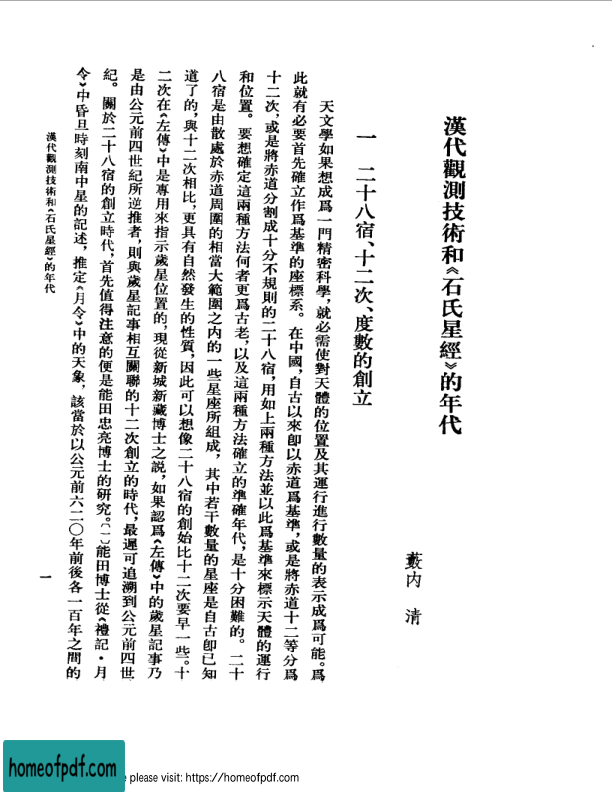 漢代觀測技術和《石氏星經》的年代
藪内　清
一　二十八宿、十二次、度數的創立
天文學如果想成爲一門精密科學,就必需使對天體的位置及其運行進行數量的表示成爲可能。爲
此就有必要首先確立作爲基準的座標系。在中國,自古以來卽以赤道爲基準,或是將赤道十二等分爲
十二次,或是將赤道分割成十分不規則的二十八宿,用如上兩種方法並以此爲基準來標示天體的運行
和位置。要想確定這兩種方法何者更爲古老,以及這兩種方法確立的準確年代,是十分困難的。二十
八宿是由散處於赤道周圍的相當大範圍之内的一些星座所組成,其中若干數量的星座是自古卽已知
道了的,與十二次相比,更具有自然發生的性質,因此可以想像二十八宿的創始比十二次要早一些。十
二次在《左傳》中是專用來指示歲星位置的,現從新城新藏博士之説,如果認爲《左傳》中的歲星記事乃
是由公元前四世紀所逆推者,則與歲星記事相互關聯的十二次創立的時代,最遲可追溯到公元前四世
紀。關於二十八宿的創立時代,首先值得注意的便是能田忠亮博士的研究。〔一〕能田博士從《禮記·月
令》中昏旦時刻南中星的記述,推定《月令》中的天象,該當於以公元前六二〇年前後各一百年之間的
漢代觀測技術和《石氏星經》的年代
一
homeofpdf.com
please visit: https://homeofpdf.com